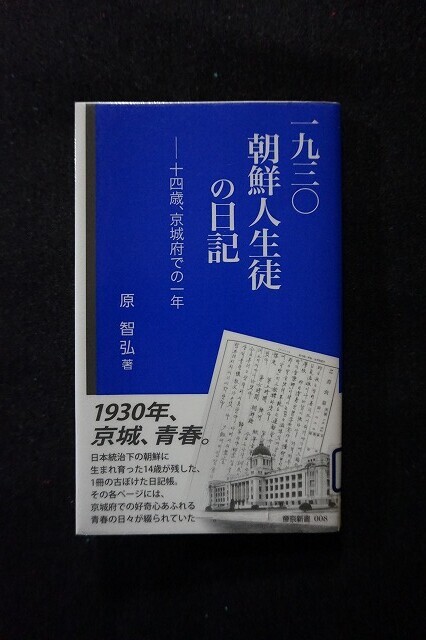 一九三〇
朝鮮人生徒
の日記
―十四歳、京城府での一年
原 智弘 著
1930年、
京城、青春。
日本統治下の朝鮮に
生まれ育った14歳が残した、
1冊の古ぼけた日記帳。
その各ページには、
京城府での好奇心あふれる
青春の日々が綴られていた
帝京新書 008